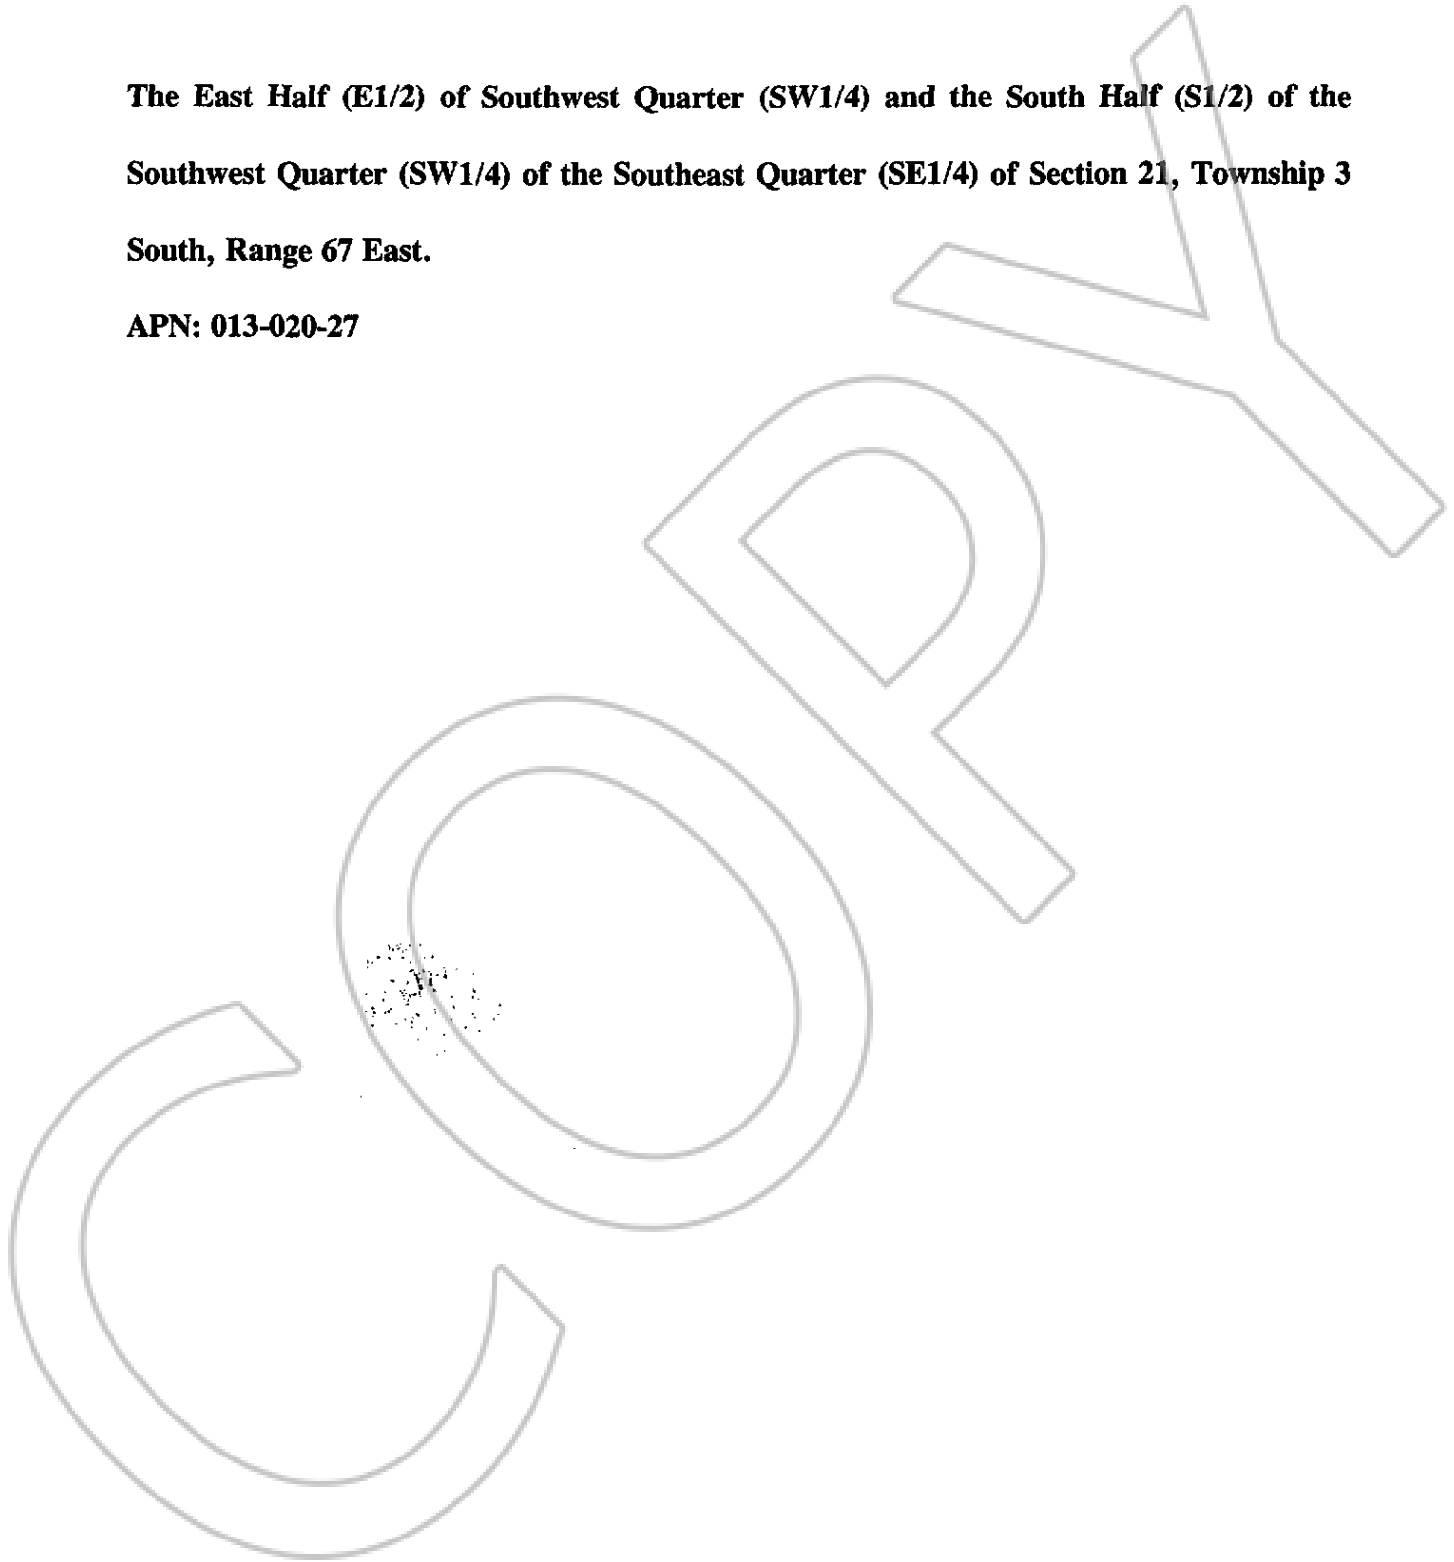 The East Half (E1/2) of Southwest Quarter (SW1/4) and the South Half (S1/2) of the
Southwest Quarter (SW1/4) of the Southeast Quarter (SE1/4) of Section 21, Township 3
South, Range 67 East.
APN: 013-020-27
COPY